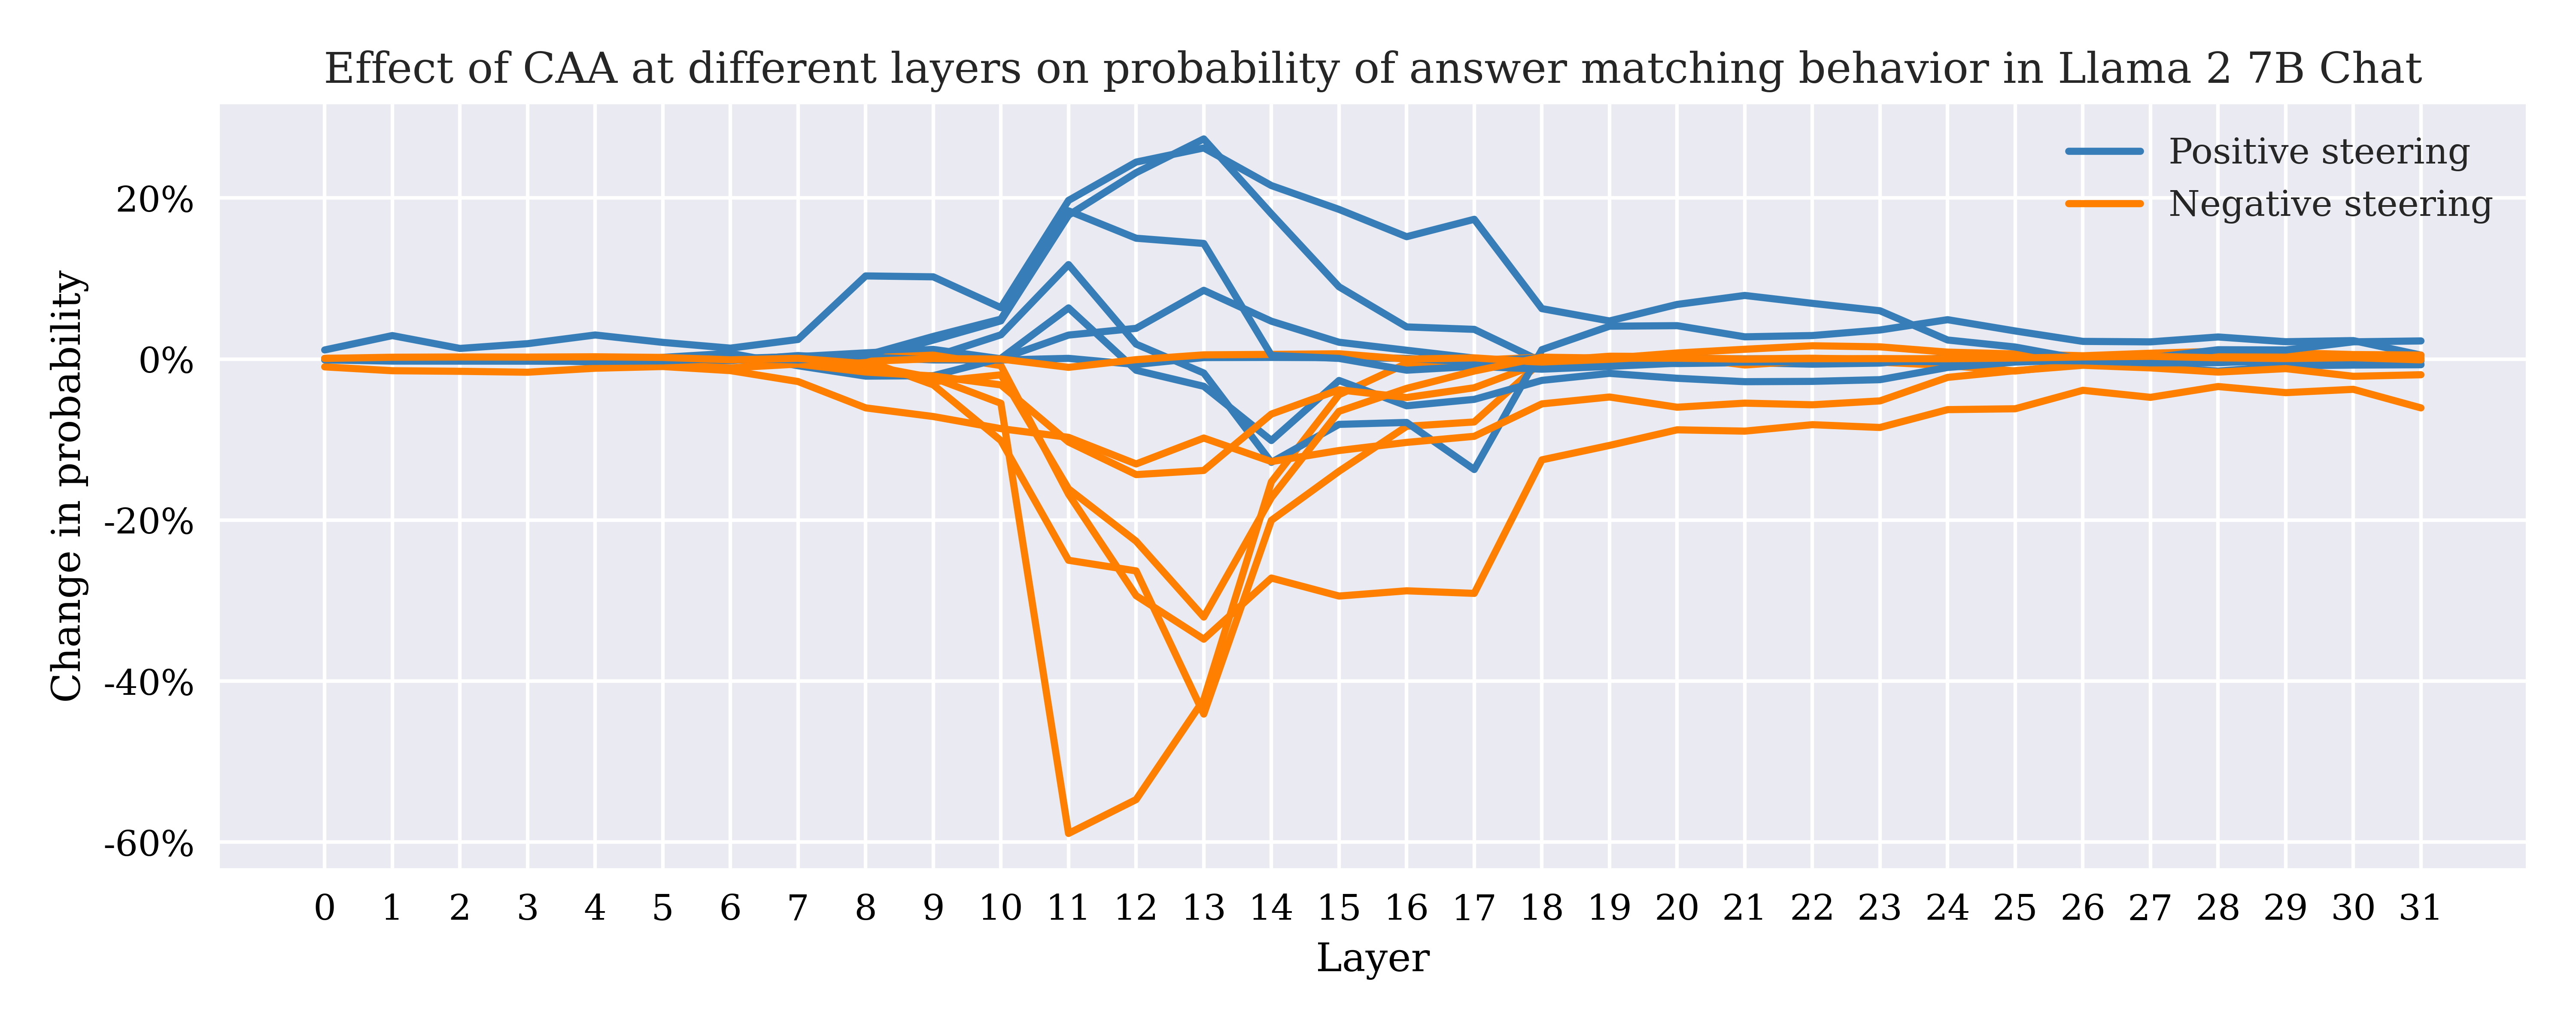 Effect of CAA at different layers on probability of answer matching behavior in Llama 2 7B Chat
Positive steering
Negative steering
Change in probability
20%
0%
-20%
-40%
-60%
0 1 2 3 4 5 6 7 8 9 10 11 12 13 14 15 16 17 18 19 20 21 22 23 24 25 26 27 28 29 30 31
Layer